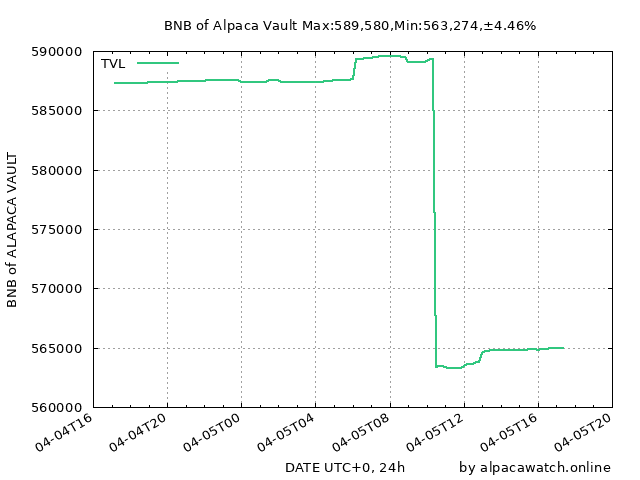 BNB of Alpaca Vault Max:589,580,Min:563,274,±4.46%
TVL
590000
585000
580000
575000
570000
565000
560000
BNB of ALAPACA VAULT
04-04T16
04-04T20
04-05T00
04-05T04
04-05T08
04-05T12
04-05T16
04-05T20
DATE UTC+0, 24h
by alpacawatch.online